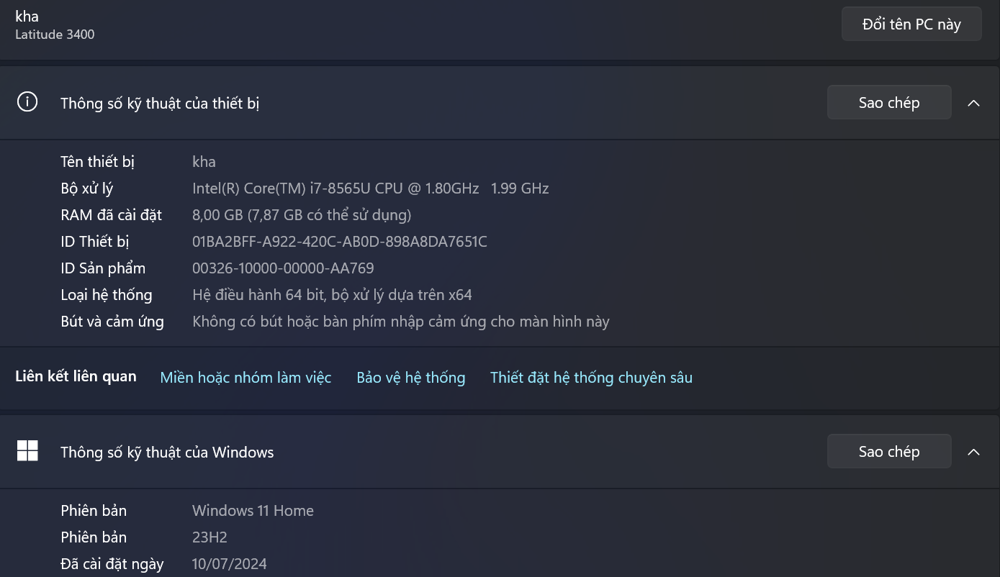 kha
Latitude 3400
Đổi tên PC này
Thông số kỹ thuật của thiết bị
Sao chép
Tên thiết bị kha
Bộ xử lý Intel(R) Core(TM) i7-8565U CPU @ 1.80GHz 1.99 GHz
RAM đã cài đặt 8,00 GB (7,87 GB có thể sử dụng)
ID Thiết bị 01BA2BFF-A922-420C-AB0D-898A8DA7651C
ID Sản phẩm 00326-10000-00000-AA769
Loại hệ thống Hệ điều hành 64 bit, bộ xử lý dựa trên x64
Bút và cảm ứng Không có bút hoặc bàn phím nhập cảm ứng cho màn hình này
Liên kết liên quan Miền hoặc nhóm làm việc Bảo vệ hệ thống Thiết đặt hệ thống chuyên sâu
Thông số kỹ thuật của Windows
Sao chép
Phiên bản Windows 11 Home
Phiên bản 23H2
Đã cài đặt ngày 10/07/2024